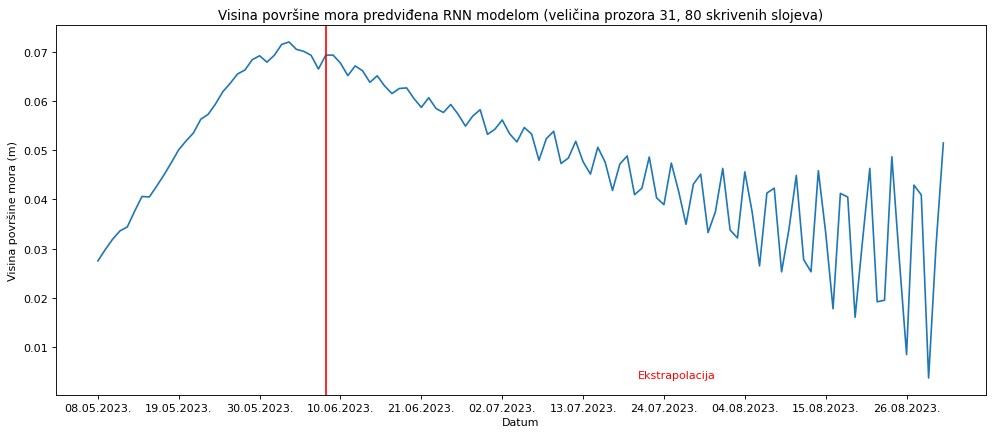 Visina površine mora predviđena RNN modelom (veličina prozora 31, 80 skrivenih slojeva)
Visina površine mora (m)
0.07
0.06
0.05
0.04
0.03
0.02
0.01
Ekstrapolacija
08.05.2023. 19.05.2023. 30.05.2023. 10.06.2023. 21.06.2023. 02.07.2023. 13.07.2023. 24.07.2023. 04.08.2023. 15.08.2023. 26.08.2023.
Datum